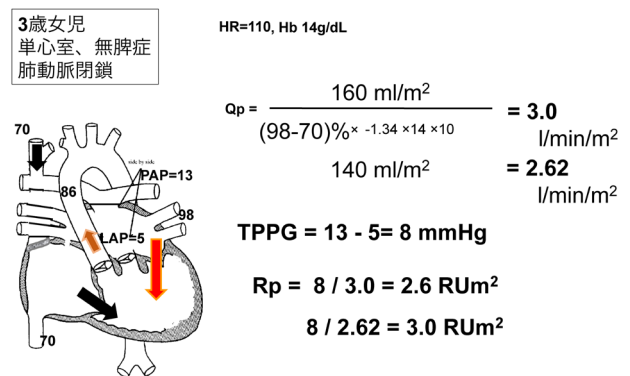 3歳女児
単心室、無脾症
肺動脈閉鎖
HR=110, Hb 14g/dL
Qp =
160 ml/m²
(98-70)%× -1.34 ×14 ×10
= 3.0
l/min/m²
140 ml/m²
= 2.62
l/min/m²
TPPG = 13 - 5= 8 mmHg
Rp = 8 / 3.0 = 2.6 RUm²
8 / 2.62 = 3.0 RUm²
70
side by side
PAP=13
86
98
LAP=5
70